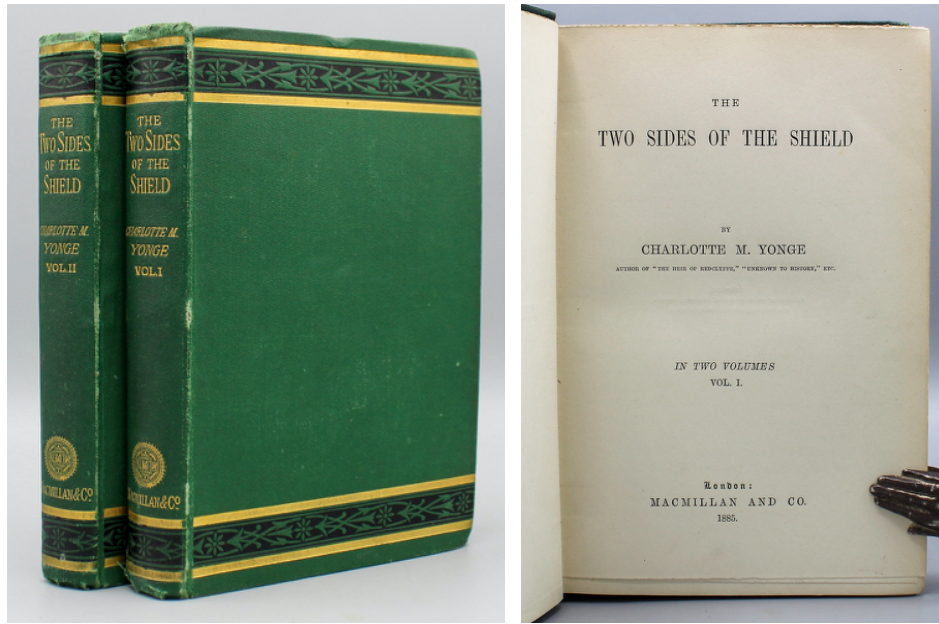 THE
TWO SIDES
OF THE
SHIELD
CHARLOTTE M.
YONGE
VOL. II
MACMILLAN & Co.
THE
TWO SIDES
OF THE
SHIELD
CHARLOTTE M.
YONGE
VOL. I
MACMILLAN & Co.
THE
TWO SIDES OF THE SHIELD
BY
CHARLOTTE M. YONGE
AUTHOR OF "THE HEIR OF REDCLYFFE," "UNKNOWN TO HISTORY," ETC.
IN TWO VOLUMES
VOL. I.
London:
MACMILLAN AND CO.
1885.